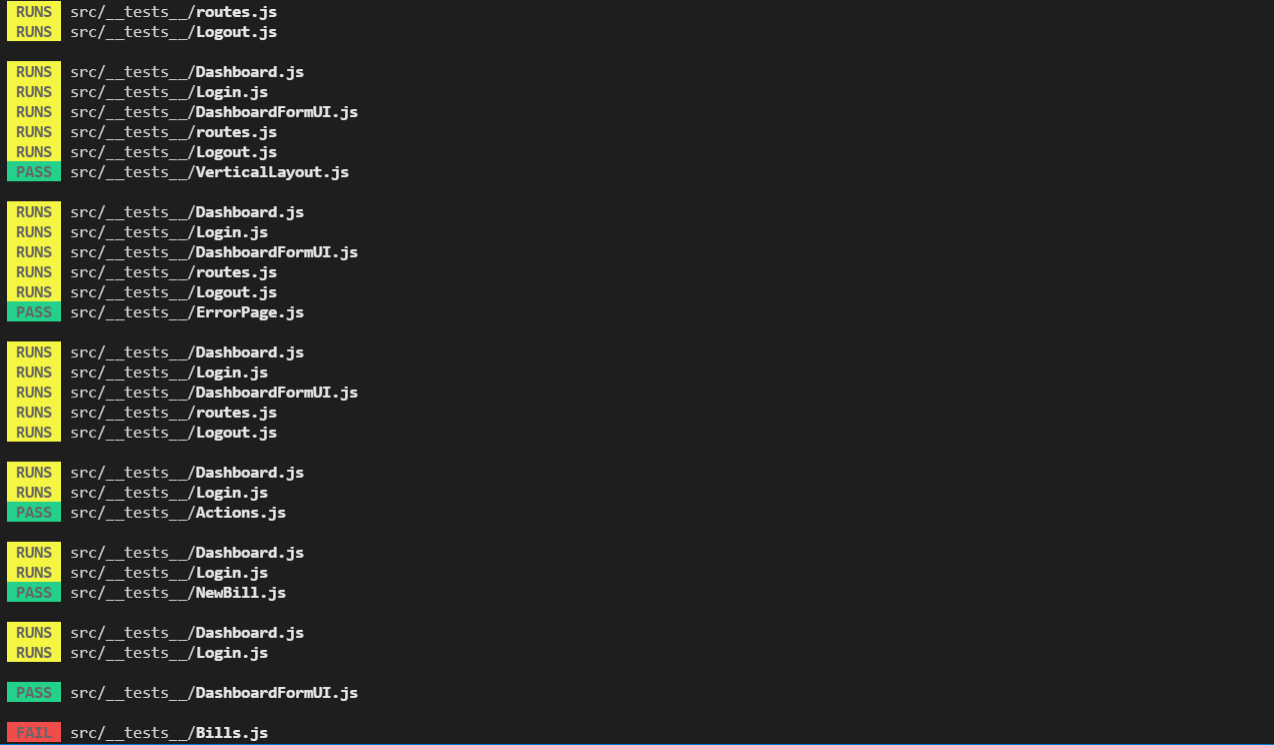 RUNS src/__tests__/routes.js
RUNS src/__tests__/Logout.js
RUNS src/__tests__/Dashboard.js
RUNS src/__tests__/Login.js
RUNS src/__tests__/DashboardFormUI.js
RUNS src/__tests__/routes.js
RUNS src/__tests__/Logout.js
PASS src/__tests__/VerticalLayout.js
RUNS src/__tests__/Dashboard.js
RUNS src/__tests__/Login.js
RUNS src/__tests__/DashboardFormUI.js
RUNS src/__tests__/routes.js
RUNS src/__tests__/Logout.js
PASS src/__tests__/ErrorPage.js
RUNS src/__tests__/Dashboard.js
RUNS src/__tests__/Login.js
RUNS src/__tests__/DashboardFormUI.js
RUNS src/__tests__/routes.js
RUNS src/__tests__/Logout.js
RUNS src/__tests__/Dashboard.js
RUNS src/__tests__/Login.js
PASS src/__tests__/Actions.js
RUNS src/__tests__/Dashboard.js
RUNS src/__tests__/Login.js
PASS src/__tests__/NewBill.js
RUNS src/__tests__/Dashboard.js
RUNS src/__tests__/Login.js
PASS src/__tests__/DashboardFormUI.js
FAIL src/__tests__/Bills.js